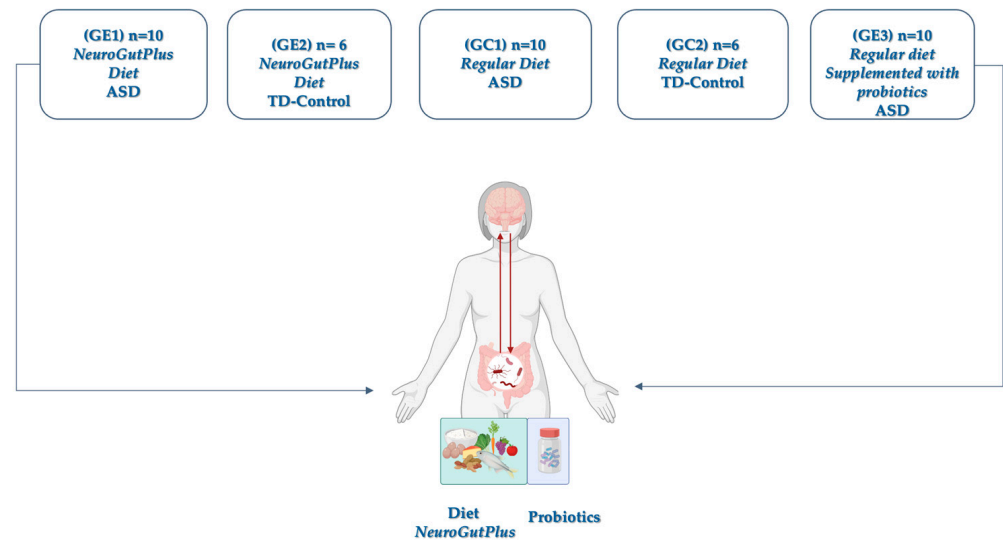 (GE1) n=10
NeuroGutPlus
Diet
ASD
(GE2) n= 6
NeuroGutPlus
Diet
TD-Control
(GC1) n=10
Regular Diet
ASD
(GC2) n=6
Regular Diet
TD-Control
(GE3) n=10
Regular diet
Supplemented with
probiotics
ASD
Diet
NeuroGutPlus
Probiotics